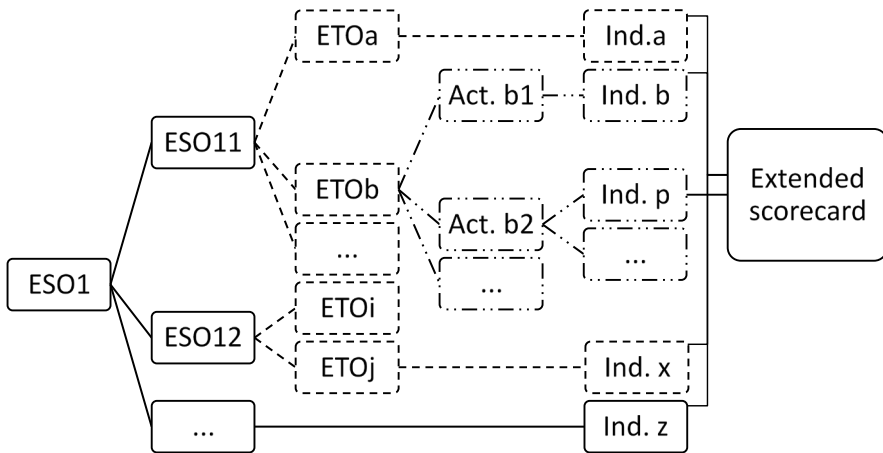 ETOa
Ind.a
Act. b1
Ind. b
ESO11
ETOb
Ind. p
Extended
scorecard
Act. b2
...
...
...
ESO1
ETOi
ESO12
ETOj
Ind. x
...
Ind. z